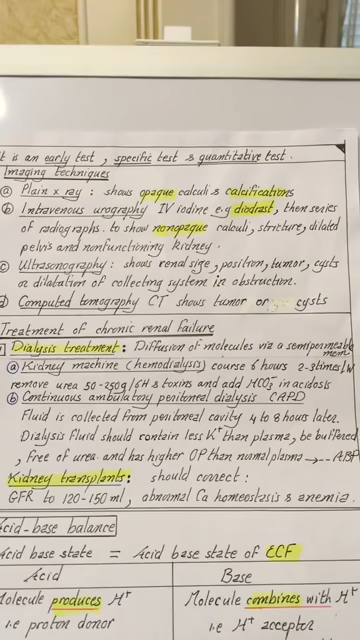 It is an early test, specific test & quantitative test.
Imaging techniques
ⓐ Plain x ray: shows opaque calculi & calcifications
ⓑ Intravenous urography IV iodine e.g diodrast, then series
of radiographs. to show nonopaque calculi, stricture, dilated
pelvis and nonfunctioning kidney.
ⓒ Ultrasonography: shows renal size, position, tumor, cysts
or dilatation of collecting system in obstruction.
ⓓ Computed tomography CT shows tumor or cysts
Treatment of chronic renal failure
Dialysis treatment: Diffusion of molecules via a semipermeable
mem
ⓐ Kidney machine (hemodialysis) course 6 hours 2-3times/W
remove urea 50-250g/6H & toxins and add HCO3 in acidosis
ⓑ Continuous ambulatory peritoneal dialysis CAPD
Fluid is collected from peritoneal cavity 4 to 8 hours later.
Dialysis Fluid should contain less K+ than plasma, be buffered
, Free of urea and has higher OP than normal plasma → -- ABP
Kidney transplants: should correct:
GFR to 120-150 ml, abnormal Ca homeostasis & anemia.
Acid-base balance
Acid base state = Acid base state of ECF
Acid Base
Molecule produces H+ Molecule combines with H+
i.e proton donor i.e H+ acceptor